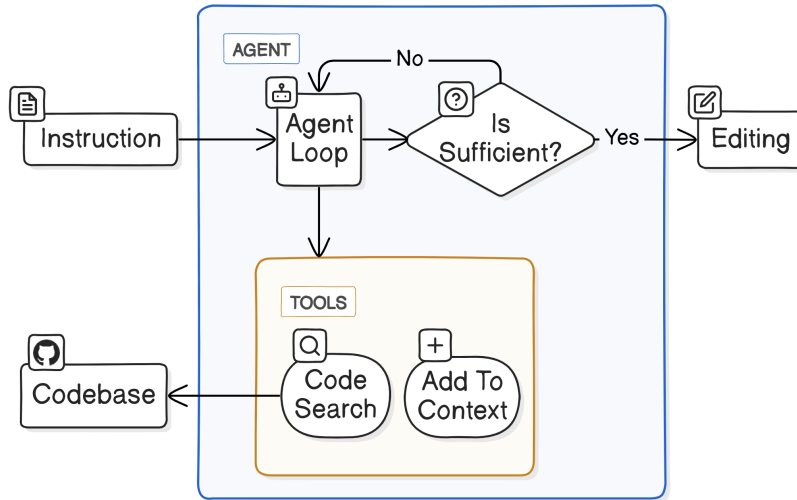 AGENT
No
Instruction
Agent
Loop
Is
Sufficient?
Yes
Editing
TOOLS
Codebase
Code
Search
Add To
Context